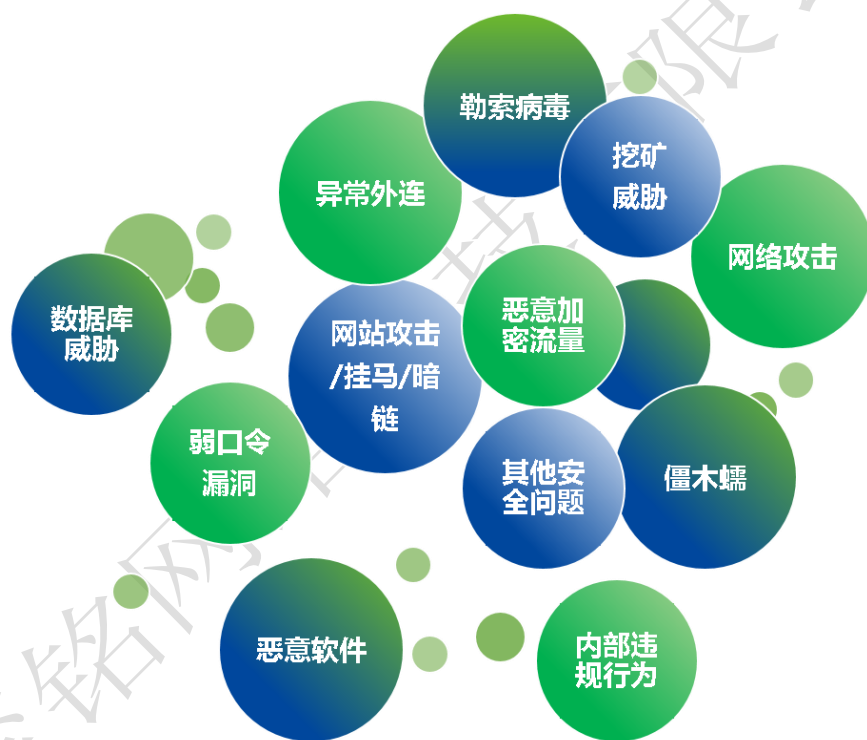 勒索病毒
挖矿
威胁
异常外连
网络攻击
恶意加
密流量
数据库
威胁
网站攻击
/挂马/暗
链
弱口令
漏洞
其他安
全问题
僵木蠕
恶意软件
内部违
规行为